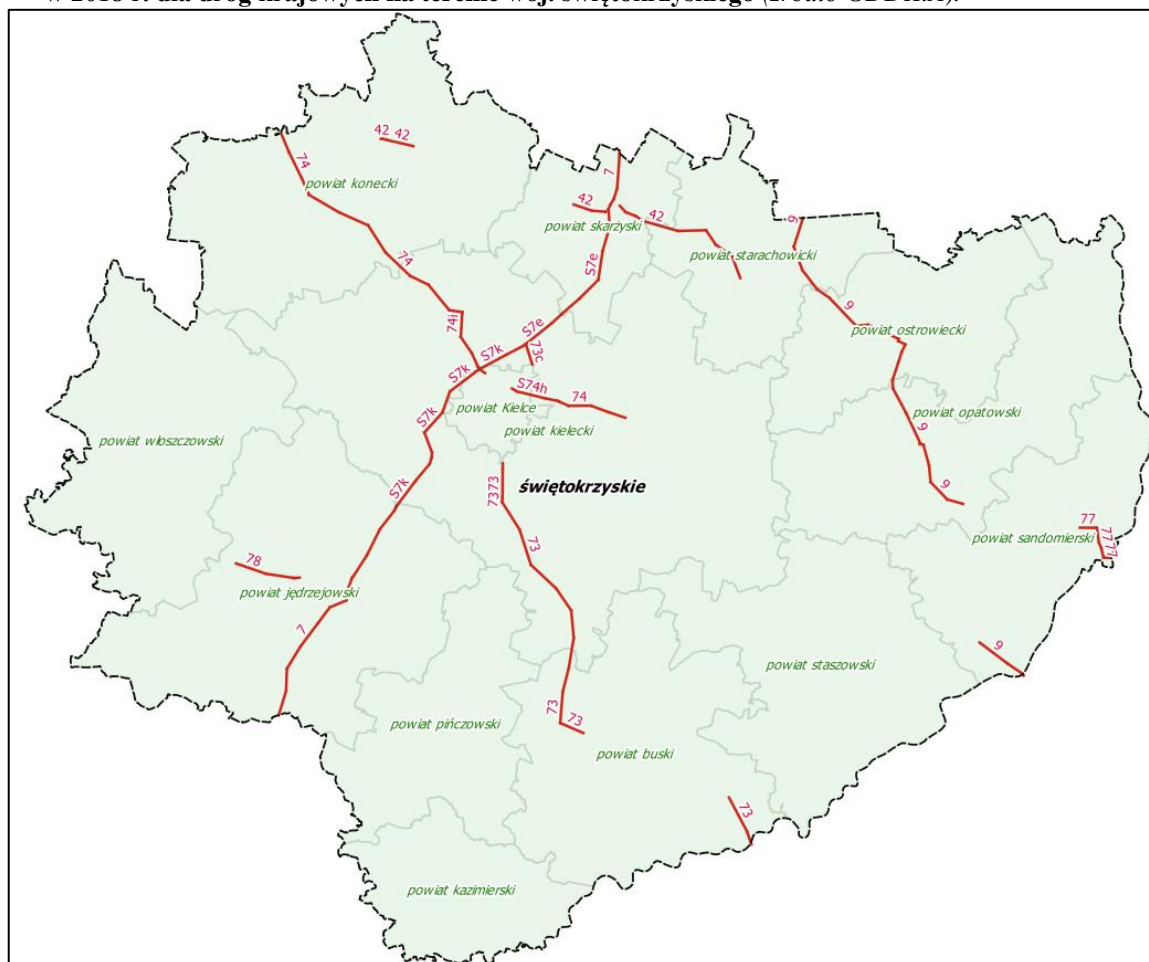 w 2018 r. dla dróg krajowych na terenie woj. świętokrzyskiego (źródło GDDKiA).
42 42
74
7
powiat konecki
42
42
powiat skarżyski
9
powiat starachowicki
74
S7e
9
74i
S7e
powiat ostrowiecki
S7k
73c
S7k
S74h
74
powiat Kielce
powiat opatowski
S7k
powiat kielecki
9
powiat włoszczowski
S7k
świętokrzyskie
7373
9
77
powiat sandomierski
7777
73
78
powiat jędrzejowski
7
9
powiat staszowski
73
73
powiat pińczowski
powiat buski
73
powiat kazimierski